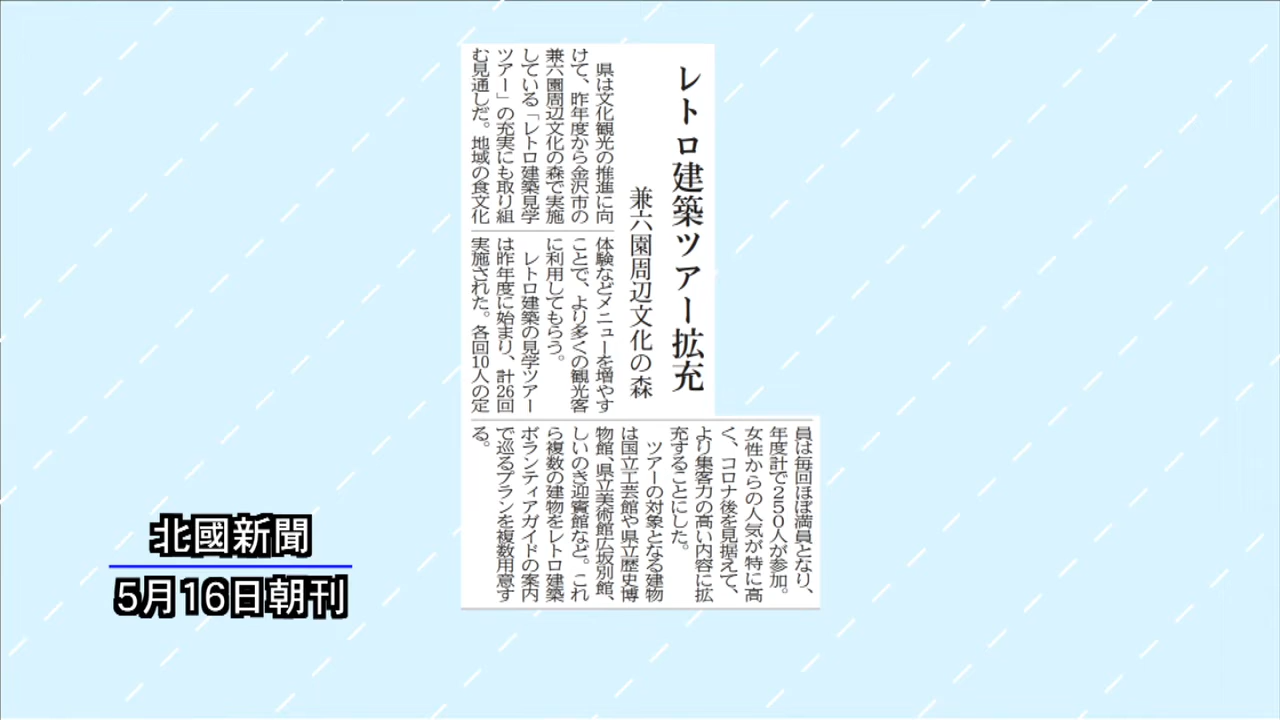 レトロ建築ツアー拡充
兼六園周辺文化の森
県は文化観光の推進に向
けて、昨年度から金沢市の
兼六園周辺文化の森で実施
している「レトロ建築見学
ツアー」の充実にも取り組
む見通しだ。地域の食文化
体験などメニューを増やす
ことで、より多くの観光客
に利用してもらう。
レトロ建築の見学ツアー
は昨年度に始まり、計26回
実施された。各回10人の定
員は毎回ほぼ満員となり、
年度計で250人が参加。
女性からの人気が特に高
く、コロナ後を見据えて、
より集客力の高い内容に拡
充することにした。
ツアーの対象となる建物
は国立工芸館や県立歴史博
物館、県立美術館広坂別館、
しいのき迎賓館など。これ
ら複数の建物をレトロ建築
ボランティアガイドの案内
で巡るプランを複数用意す
る。
北國新聞
5月16日朝刊